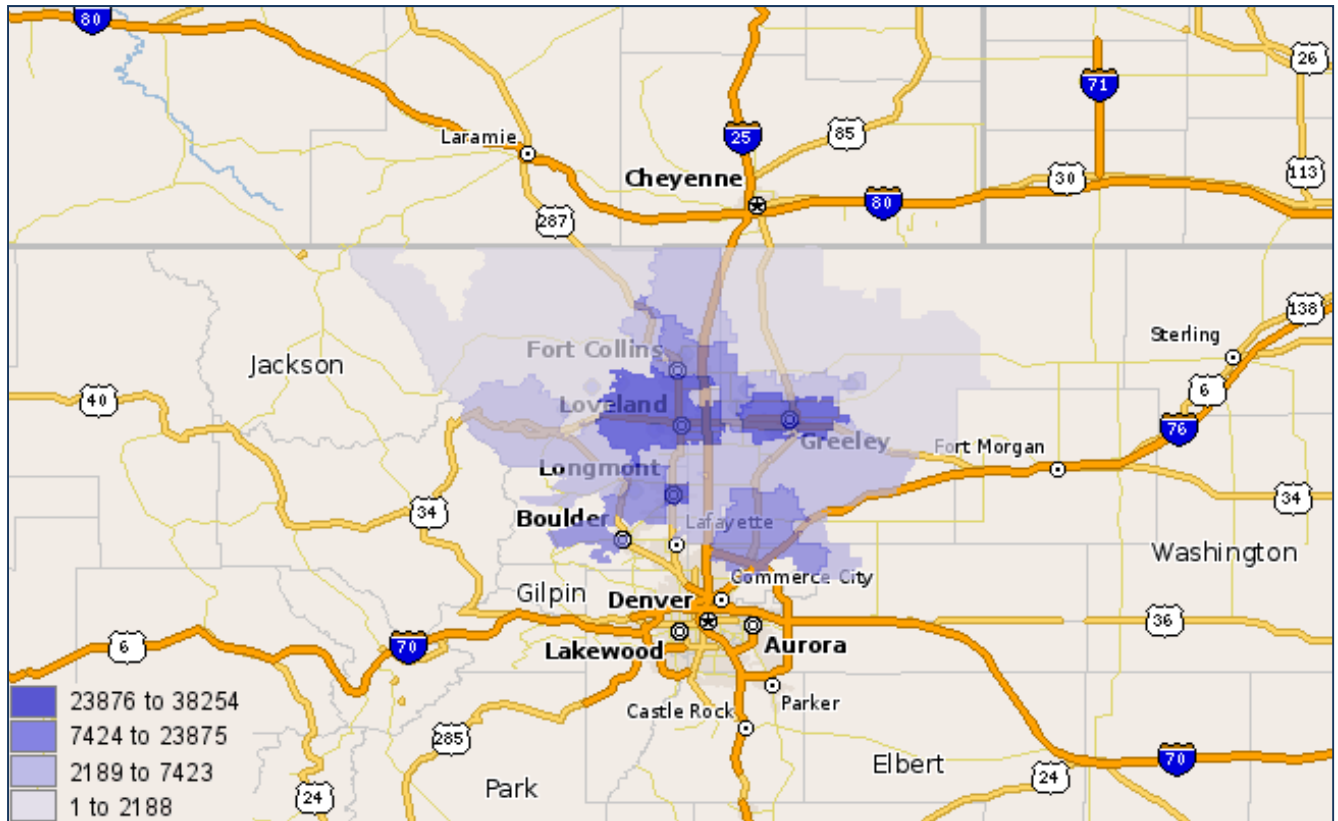 80
26
71
25
85
Laramie
Cheyenne
30
113
80
287
138
Sterling
Fort Collins
Jackson
6
40
Loveland
76
Greeley
Fort Morgan
Longmont
34
34
Boulder
Lafayette
Washington
Commerce City
Gilpin
Denver
36
6
70
Lakewood
Aurora
23876 to 38254
Parker
Castle Rock
7424 to 23875
285
70
2189 to 7423
Elbert
24
Park
24
1 to 2188